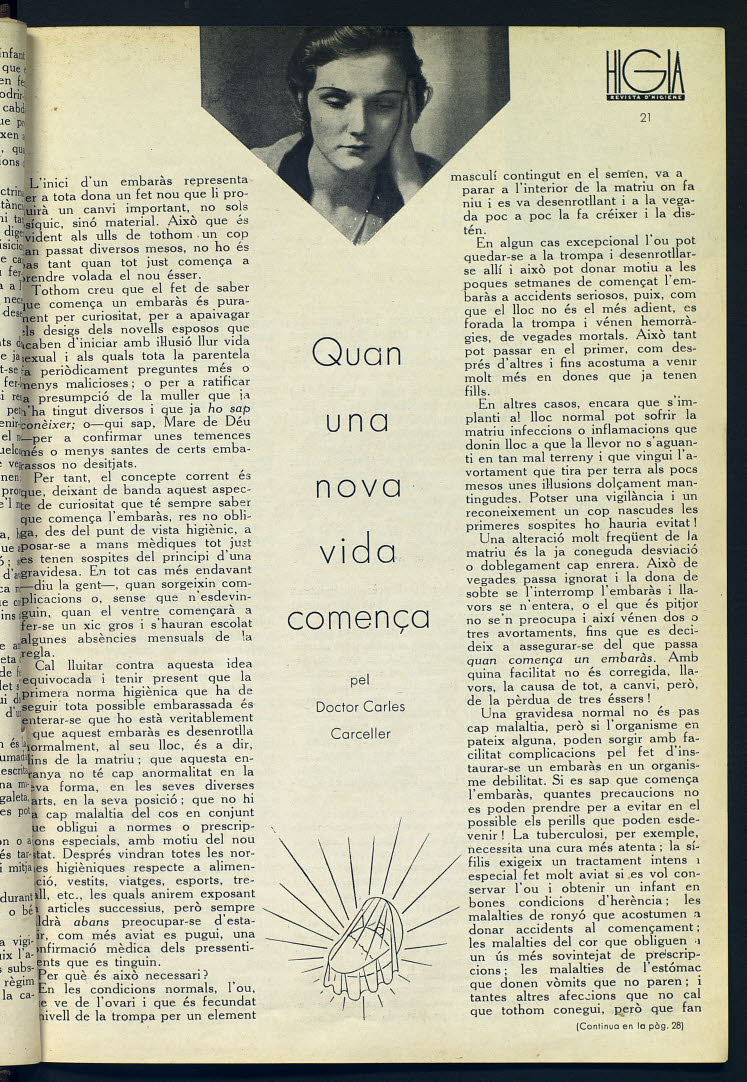 HIGIA
REVISTA D'HIGIENE
21
L'inici d'un embaràs representa
er a tota dona un fet nou que li pro-
uirà un canvi important, no sols
síquic, sinó material. Això que és
vident als ulls de tothom un cop
an passat diversos mesos, no ho és
as tant quan tot just comença a
prendre volada el nou ésser.
Tothom creu que el fet de saber
que comença un embaràs és pura-
ment per curiositat, per a apaivagar
els desigs dels novells esposos que
acaben d'iniciar amb il·lusió llur vida
sexual i als quals tota la parentela
fa periòdicament preguntes més o
menys malicioses; o per a ratificar
a presumpció de la muller que ja
n'ha tingut diversos i que ja ho sap
conèixer; o—qui sap, Mare de Déu
—per a confirmar unes temences
més o menys santes de certs emba-
rassos no desitjats.
Per tant, el concepte corrent és
que, deixant de banda aquest aspec-
te de curiositat que té sempre saber
que comença l'embaràs, res no obli-
ga, des del punt de vista higiènic, a
posar-se a mans mèdiques tot just
es tenen sospites del principi d'una
gravidesa. En tot cas més endavant
—diu la gent—, quan sorgeixin com-
plicacions o, sense que n'esdevin-
guin, quan el ventre començarà a
fer-se un xic gros i s'hauran escolat
algunes absències mensuals de la
regla.
Cal lluitar contra aquesta idea
equivocada i tenir present que la
primera norma higiènica que ha de
seguir tota possible embarassada és
enterar-se que ho està veritablement
que aquest embaràs es desenrotlla
normalment, al seu lloc, és a dir,
dins de la matriu; que aquesta en-
ranya no té cap anormalitat en la
eva forma, en les seves diverses
arts, en la seva posició; que no hi
a cap malaltia del cos en conjunt
ue obligui a normes o prescrip-
ons especials, amb motiu del nou
stat. Després vindran totes les nor-
es higièniques respecte a alimen-
ció, vestits, viatges, esports, tre-
ll, etc., les quals anirem exposant
articles successius, però sempre
ldrà abans preocupar-se d'esta-
ir, com més aviat es pugui, una
nfirmació mèdica dels pressenti-
ents que es tinguin.
Per què és això necessari?
En les condicions normals, l'ou,
e ve de l'ovari i que és fecundat
nivell de la trompa per un element
Quan
una
nova
vida
comença
pel
Doctor Carles
Carceller
masculí contingut en el semen, va a
parar a l'interior de la matriu on fa
niu i es va desenrotllant i a la vega-
da poc a poc la fa créixer i la dis-
tén.
En algun cas excepcional l'ou pot
quedar-se a la trompa i desenrotllar-
se allí i això pot donar motiu a les
poques setmanes de començat l'em-
baràs a accidents seriosos, puix, com
que el lloc no és el més adient, es
forada la trompa i vénen hemorrà-
gies, de vegades mortals. Això tant
pot passar en el primer, com des-
prés d'altres i fins acostuma a venir
molt més en dones que ja tenen
fills.
En altres casos, encara que s'im-
planti al lloc normal pot sofrir la
matriu infeccions o inflamacions que
donin lloc a que la llevor no s'aguan-
ti en tan mal terreny i que vingui l'a-
vortament que tira per terra als pocs
mesos unes il·lusions dolçament man-
tingudes. Potser una vigilància i un
reconeixement un cop nascudes les
primeres sospites ho hauria evitat!
Una alteració molt freqüent de la
matriu és la ja coneguda desviació
o doblegament cap enrera. Això de
vegades passa ignorat i la dona de
sobte se l'interromp l'embaràs i lla-
vors se n'entera, o el que és pitjor
no se'n preocupa i així vénen dos o
tres avortaments, fins que es deci-
deix a assegurar-se del que passa
quan comença un embaràs. Amb
quina facilitat no és corregida, lla-
vors, la causa de tot, a canvi, però,
de la pèrdua de tres éssers!
Una gravidesa normal no és pas
cap malaltia, però si l'organisme en
pateix alguna, poden sorgir amb fa-
cilitat complicacions pel fet d'ins-
taurar-se un embaràs en un organis-
me debilitat. Si es sap que comença
l'embaràs, quantes precaucions no
es poden prendre per a evitar en el
possible els perills que poden esde-
venir! La tuberculosi, per exemple,
necessita una cura més atenta; la sí-
filis exigeix un tractament intens i
especial fet molt aviat si es vol con-
servar l'ou i obtenir un infant en
bones condicions d'herència; les
malalties de ronyó que acostumen a
donar accidents al començament;
les malalties del cor que obliguen a
un ús més sovintejat de prescrip-
cions; les malalties de l'estómac
que donen vòmits que no paren; i
tantes altres afeccions que no cal
que tothom conegui, però que fan
(Continua en la pàg. 28)